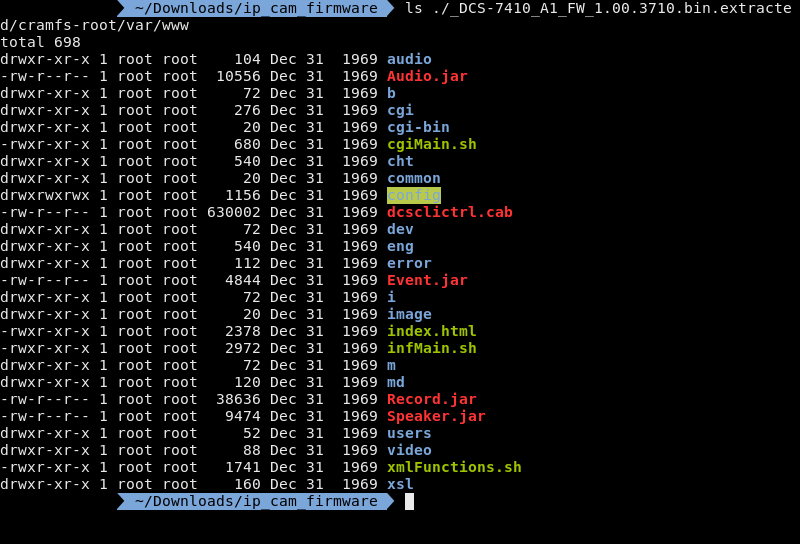 ~/Downloads/ip_cam_firmware ls ./_DCS-7410_A1_FW_1.00.3710.bin.extracte
d/cramfs-root/var/www
total 698
drwxr-xr-x 1 root root    104 Dec 31  1969 audio
-rw-r--r-- 1 root root  10556 Dec 31  1969 Audio.jar
drwxr-xr-x 1 root root     72 Dec 31  1969 b
drwxr-xr-x 1 root root    276 Dec 31  1969 cgi
drwxr-xr-x 1 root root     20 Dec 31  1969 cgi-bin
-rwxr-xr-x 1 root root    680 Dec 31  1969 cgiMain.sh
drwxr-xr-x 1 root root    540 Dec 31  1969 cht
drwxr-xr-x 1 root root     20 Dec 31  1969 common
drwxrwxrwx 1 root root   1156 Dec 31  1969 config
-rw-r--r-- 1 root root 630002 Dec 31  1969 dcsclictrl.cab
drwxr-xr-x 1 root root     72 Dec 31  1969 dev
drwxr-xr-x 1 root root    540 Dec 31  1969 eng
drwxr-xr-x 1 root root    112 Dec 31  1969 error
-rw-r--r-- 1 root root   4844 Dec 31  1969 Event.jar
drwxr-xr-x 1 root root     72 Dec 31  1969 i
drwxr-xr-x 1 root root     20 Dec 31  1969 image
-rwxr-xr-x 1 root root   2378 Dec 31  1969 index.html
-rwxr-xr-x 1 root root   2972 Dec 31  1969 infMain.sh
drwxr-xr-x 1 root root     72 Dec 31  1969 m
drwxr-xr-x 1 root root    120 Dec 31  1969 md
-rw-r--r-- 1 root root  38636 Dec 31  1969 Record.jar
-rw-r--r-- 1 root root   9474 Dec 31  1969 Speaker.jar
drwxr-xr-x 1 root root     52 Dec 31  1969 users
drwxr-xr-x 1 root root     88 Dec 31  1969 video
-rwxr-xr-x 1 root root   1741 Dec 31  1969 xmlFunctions.sh
drwxr-xr-x 1 root root    160 Dec 31  1969 xsl
~/Downloads/ip_cam_firmware